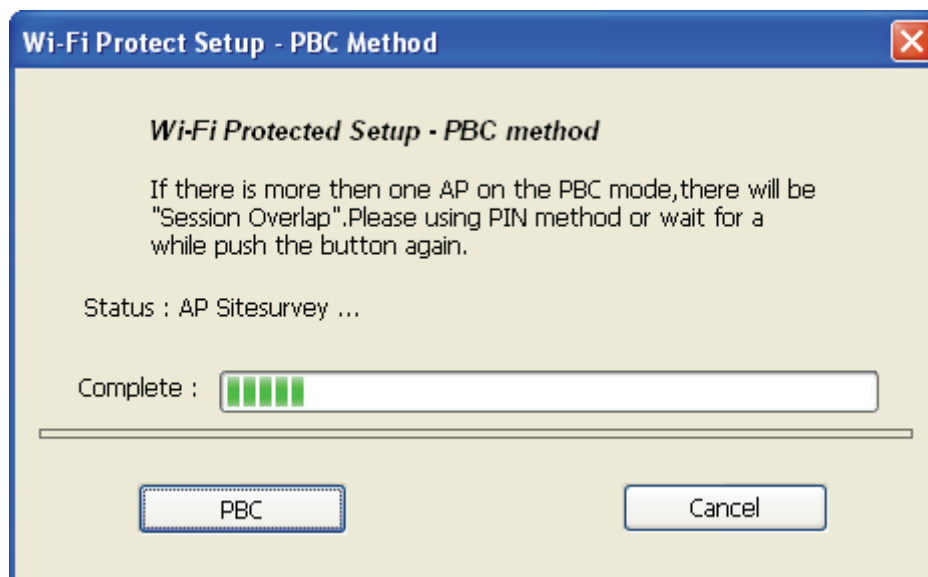 Wi-Fi Protect Setup - PBC Method
Wi-Fi Protected Setup - PBC method
If there is more then one AP on the PBC mode,there will be
"Session Overlap".Please using PIN method or wait for a
while push the button again.
Status : AP Sitesurvey ...
Complete :
PBC
Cancel